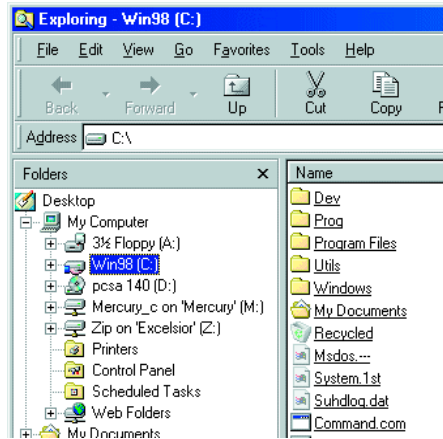 Exploring - Win98 (C:)
File Edit View Go Favorites Tools Help
Back Forward Up Cut Copy
Address C:\
Folders
Desktop
My Computer
3½ Floppy (A:)
Win98 (C:)
pcsa 140 (D:)
Mercury_c on 'Mercury' (M:)
Zip on 'Excelsior' (Z:)
Printers
Control Panel
Scheduled Tasks
Web Folders
My Documents
Name
Dev
Prog
Program Files
Utils
Windows
My Documents
Recycled
Msdos.---
System.1st
Suhdlog.dat
Command.com